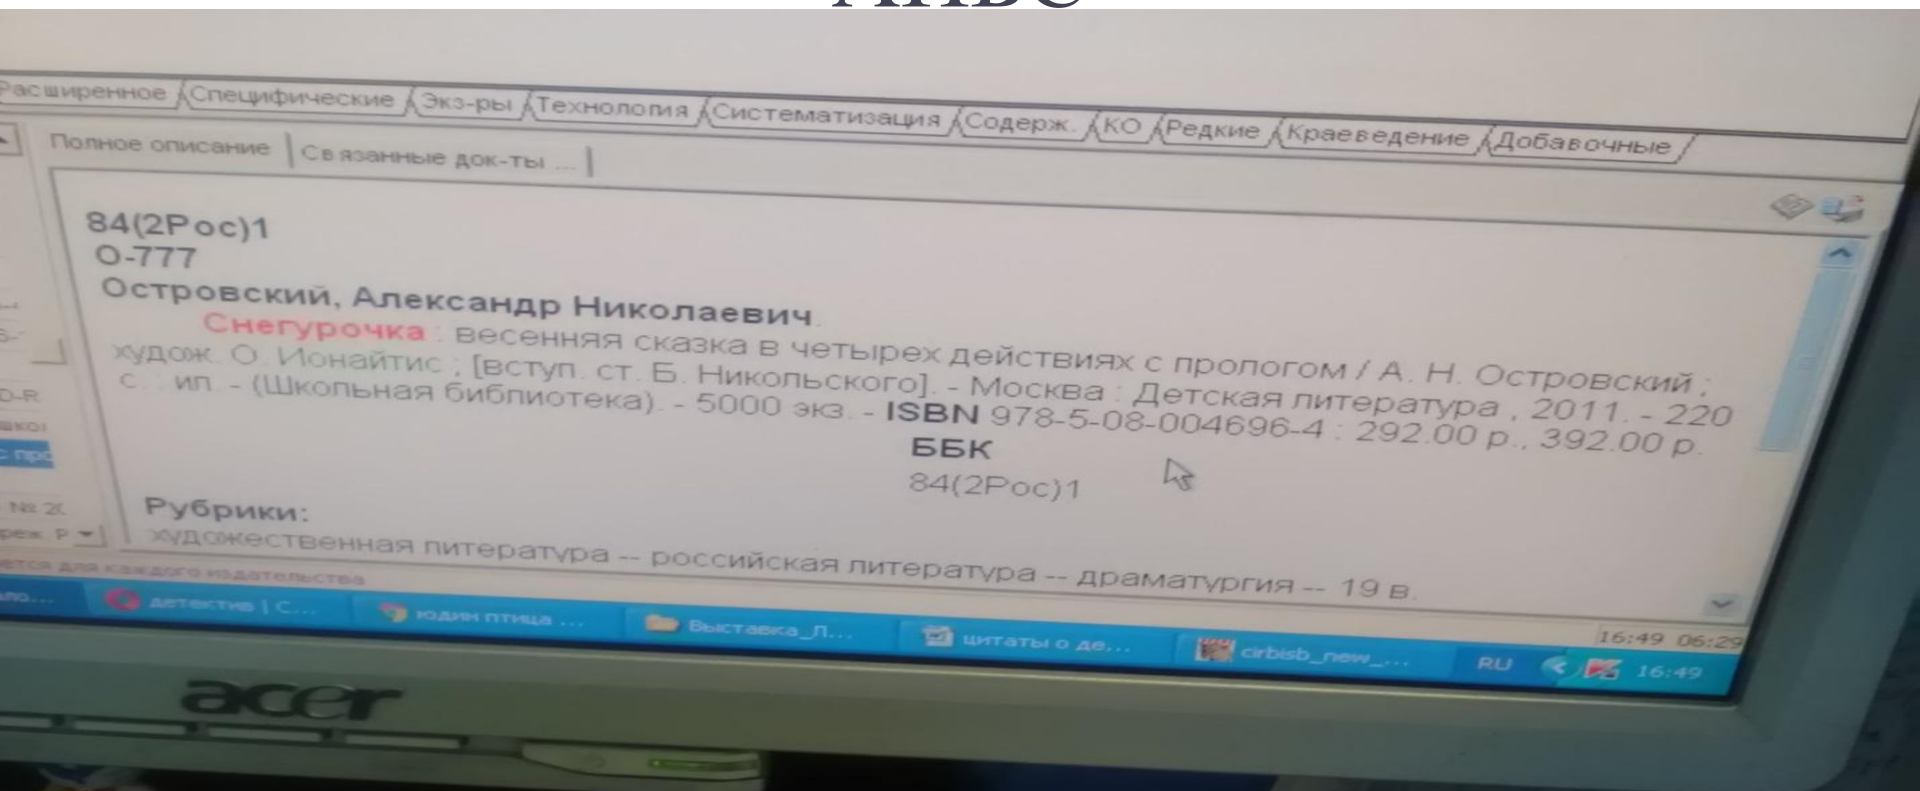 Расширенное Специфические Экз-ры Технология Систематизация Содерж. КО Редкие Краеведение Добавочные
Полное описание Связанные док-ты ...
84(2Рос)1
О-777
Островский, Александр Николаевич.
Снегурочка : весенняя сказка в четырех действиях с прологом / А. Н. Островский ;
худож. О. Ионайтис ; [вступ. ст. Б. Никольского]. - Москва : Детская литература , 2011. - 220
с. : ил. - (Школьная библиотека). - 5000 экз. - ISBN 978-5-08-004696-4 : 292.00 р., 392.00 р.
ББК
84(2Рос)1
Рубрики:
художественная литература -- российская литература -- драматургия -- 19 в.
для каждого издательства
16:49 06:29
детектив | С... юдин птица ... Выставка_Л... цитаты о де... cirbisb_new_... RU 16:49
acer